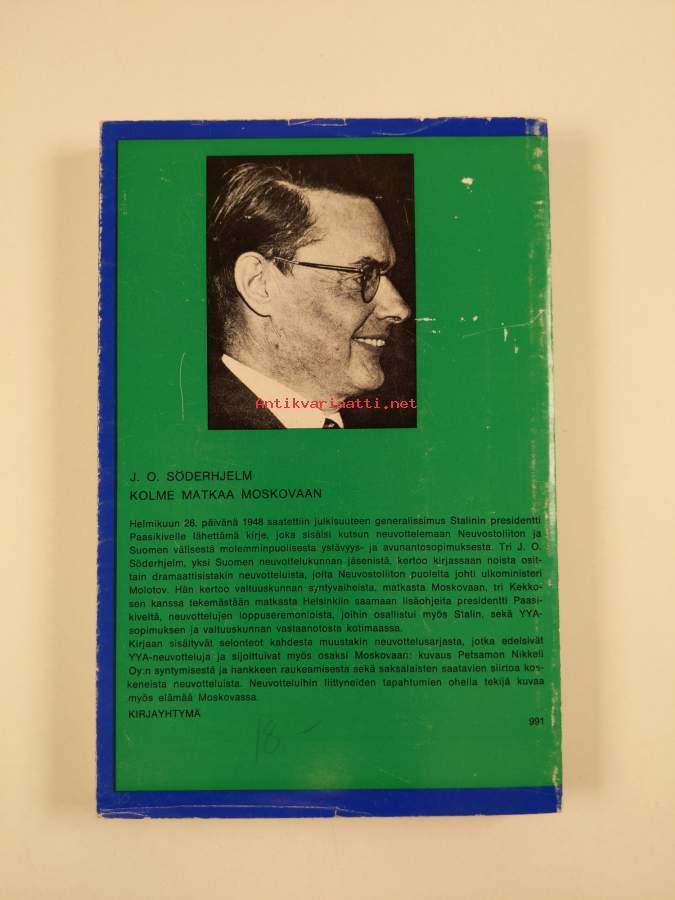 Antikvariaatti.net
J. O. SÖDERHJELM
KOLME MATKAA MOSKOVAAN
Helmikuun 28. päivänä 1948 saatettiin julkisuuteen generalissimus Stalinin presidentti
Paasikivelle lähettämä kirje, joka sisälsi kutsun neuvottelemaan Neuvostoliiton ja
Suomen välisestä molemminpuolisesta ystävyys- ja avunantosopimuksesta. Tri J. O.
Söderhjelm, yksi Suomen neuvottelukunnan jäsenistä, kertoo kirjassaan noista osit-
tain dramaattisistakin neuvotteluista, joita Neuvostoliiton puolelta johti ulkoministeri
Molotov. Hän kertoo valtuuskunnan syntyvaiheista, matkasta Moskovaan, tri Kekko-
sen kanssa tekemästään matkasta Helsinkiin saamaan lisäohjeita presidentti Paasi-
kiveltä, neuvottelujen loppuseremonioista, joihin osallistui myös Stalin, sekä YYA-
sopimuksen ja valtuuskunnan vastaanotosta kotimaassa.
Kirjaan sisältyvät selonteot kahdesta muustakin neuvottelusarjasta, jotka edelsivät
YYA-neuvotteluja ja sijoittuivat myös osaksi Moskovaan: kuvaus Petsamon Nikkeli
Oy:n syntymisestä ja hankkeen raukeamisesta sekä saksalaisten saatavien siirtoa kos-
keneista neuvotteluista. Neuvotteluihin liittyneiden tapahtumien ohella tekijä kuvaa
myös elämää Moskovassa.
KIRJAYHTYMÄ
991
18.–